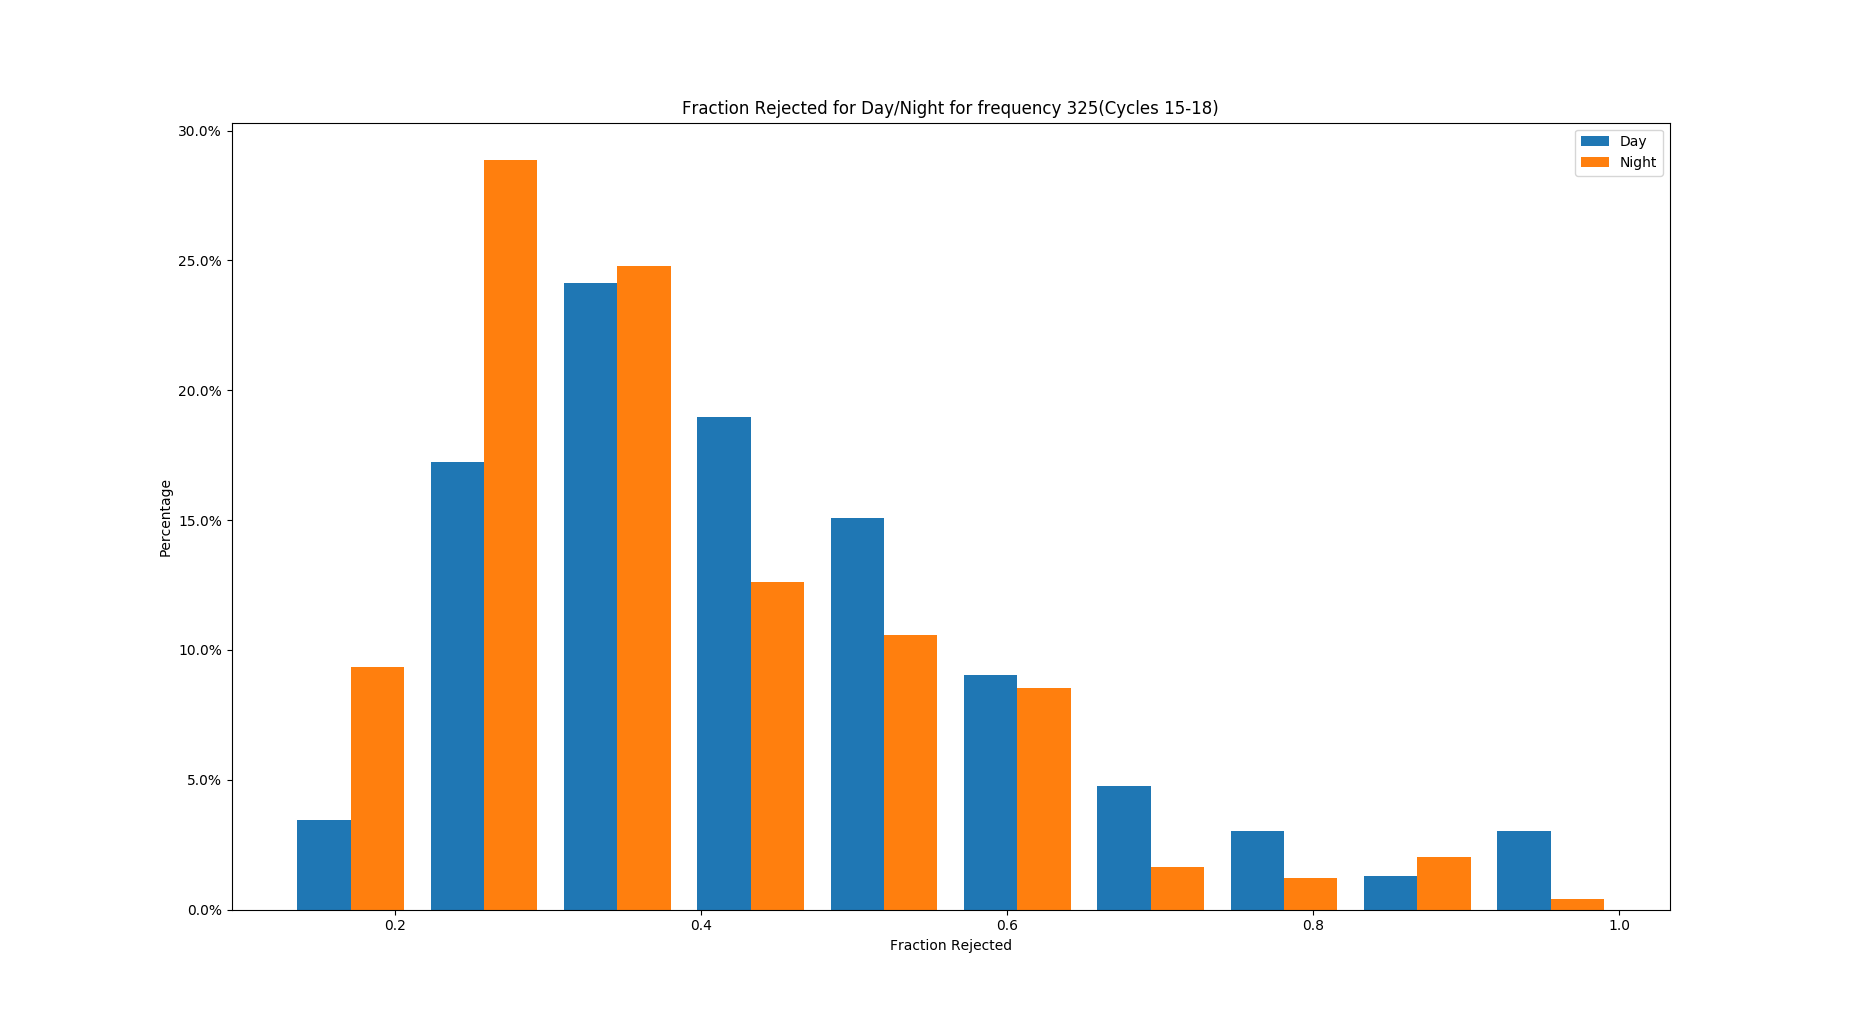 Fraction Rejected for Day/Night for frequency 325(Cycles 15-18)
30.0%
25.0%
20.0%
15.0%
10.0%
5.0%
0.0%
Percentage
Day
Night
0.2 0.4 0.6 0.8 1.0
Fraction Rejected